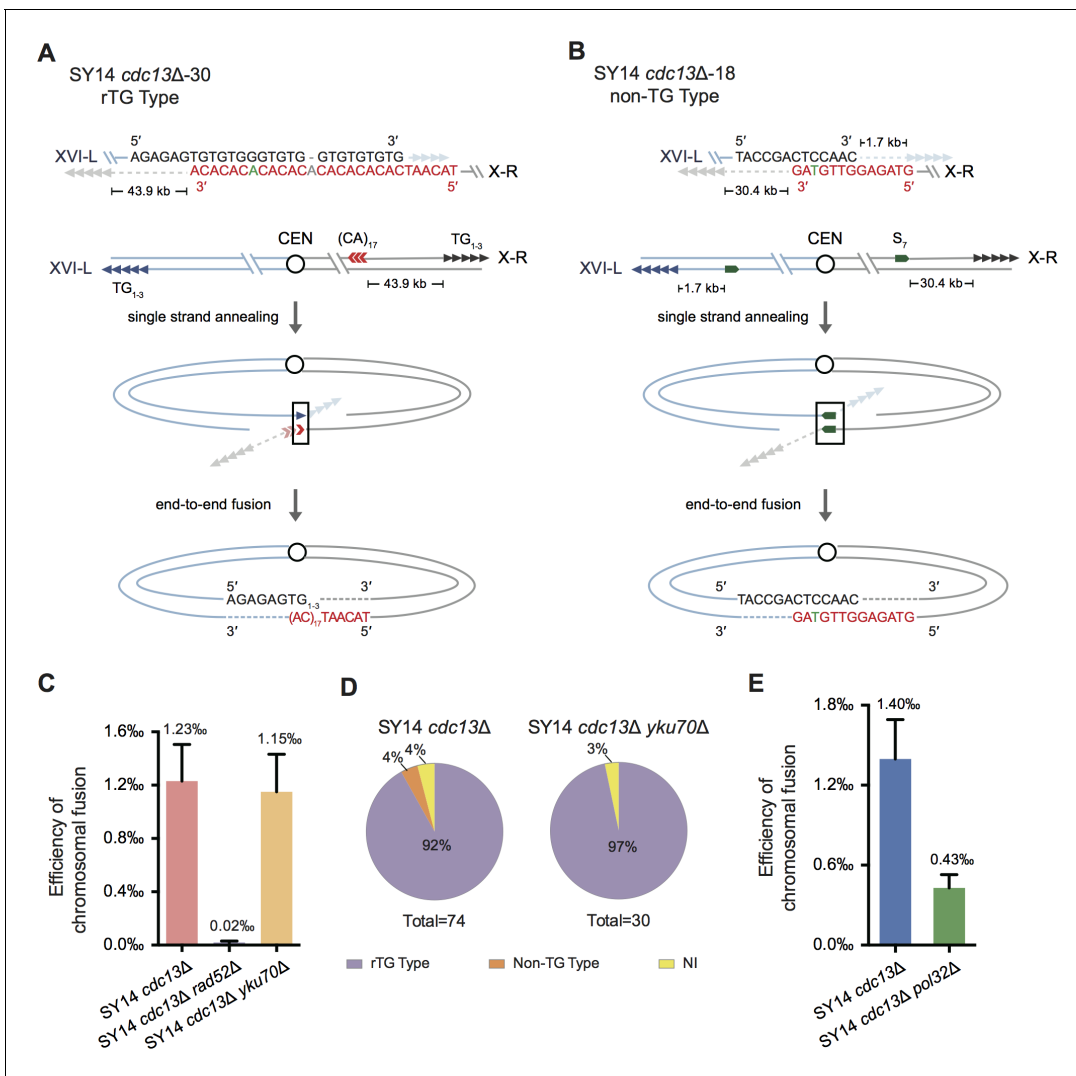 A
SY14 cdc13Δ-30
rTG Type
5′ 3′
XVI-L AGAGAGTGTGTGGGTGTG - GTGTGTGTG
ACACACACACACACACACACACACTAACAT X-R
43.9 kb 3′ 5′
CEN (CA)17 TG1-3
XVI-L X-R
TG1-3 43.9 kb
single strand annealing
end-to-end fusion
5′ 3′
AGAGAGTG1-3
(AC)17TAACAT
3′ 5′
B
SY14 cdc13Δ-18
non-TG Type
5′ 3′ 1.7 kb
XVI-L TACCGACTCCAAC
GATGTTGGAGATG X-R
30.4 kb 3′ 5′
CEN S7
XVI-L X-R
1.7 kb 30.4 kb
single strand annealing
end-to-end fusion
5′ 3′
TACCGACTCCAAC
GATGTTGGAGATG
3′ 5′
C
Efficiency of
chromosomal fusion
1.6‰
1.2‰
0.8‰
0.4‰
0.0‰
1.23‰
0.02‰
1.15‰
SY14 cdc13Δ
SY14 cdc13Δ rad52Δ
SY14 cdc13Δ yku70Δ
D
SY14 cdc13Δ SY14 cdc13Δ yku70Δ
4% 4% 3%
92% 97%
Total=74 Total=30
rTG Type Non-TG Type NI
E
Efficiency of
chromosomal fusion
1.8‰
1.2‰
0.6‰
0.0‰
1.40‰
0.43‰
SY14 cdc13Δ
SY14 cdc13Δ pol32Δ